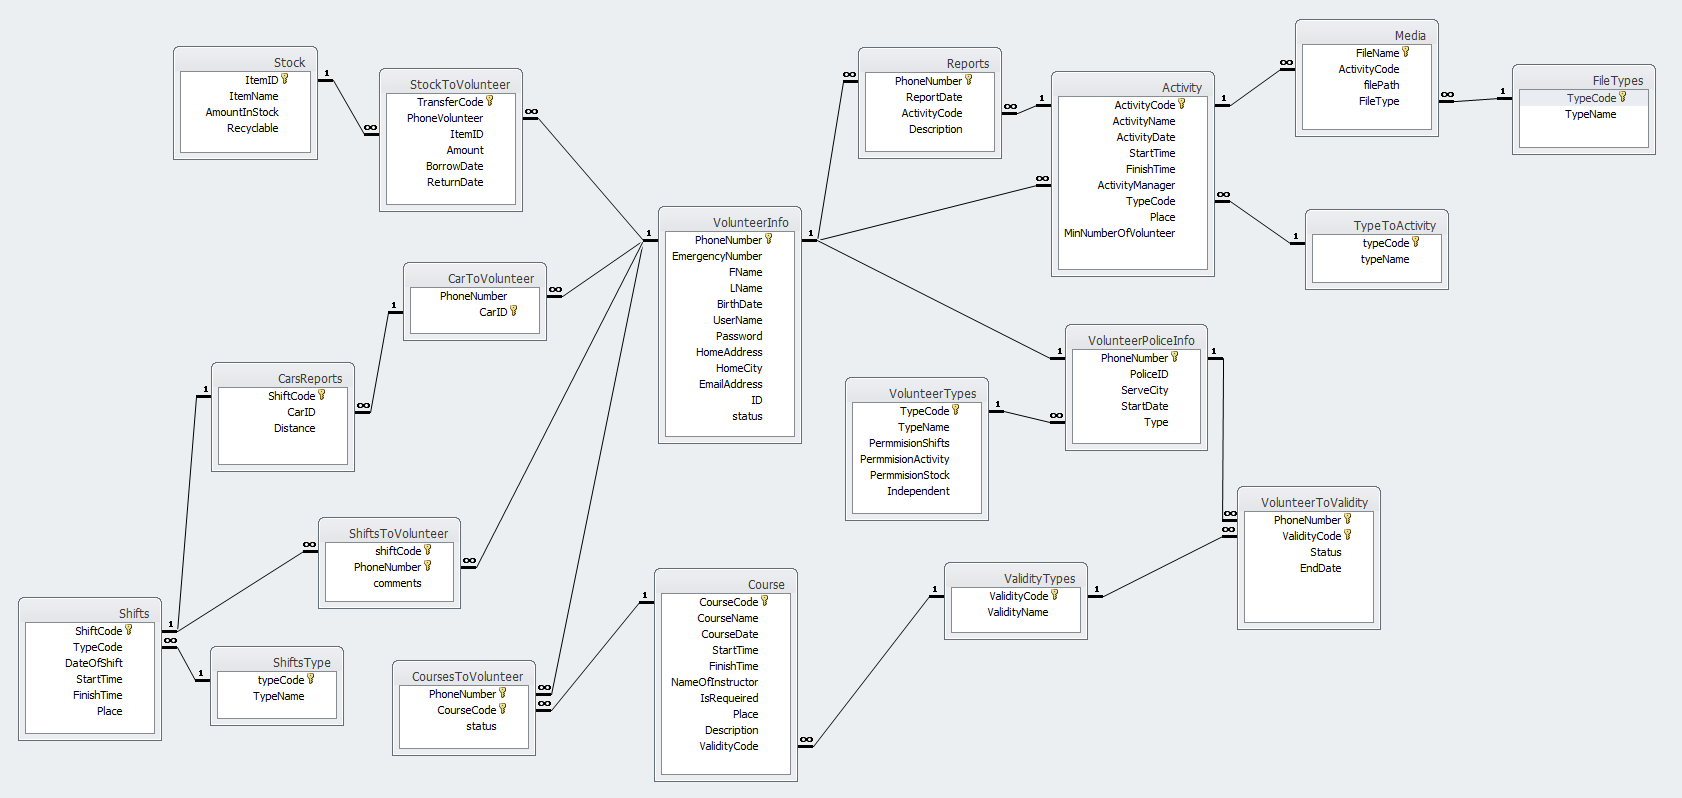 Stock
ItemID
ItemName
AmountInStock
Recyclable
1
∞
StockToVolunteer
TransferCode
PhoneVolunteer
ItemID
Amount
BorrowDate
ReturnDate
∞
CarToVolunteer
PhoneNumber
CarID
∞
1
CarsReports
ShiftCode
CarID
Distance
1
∞
ShiftsToVolunteer
shiftCode
PhoneNumber
comments
∞
∞
Shifts
ShiftCode
TypeCode
DateOfShift
StartTime
FinishTime
Place
1
∞
ShiftsType
typeCode
TypeName
1
CoursesToVolunteer
PhoneNumber
CourseCode
status
∞
∞
VolunteerInfo
PhoneNumber
EmergencyNumber
FName
LName
BirthDate
UserName
Password
HomeAddress
HomeCity
EmailAddress
ID
status
1
1
Course
CourseCode
CourseName
CourseDate
StartTime
FinishTime
NameOfInstructor
IsRequeired
Place
Description
ValidityCode
1
∞
Reports
PhoneNumber
ReportDate
ActivityCode
Description
∞
∞
Activity
ActivityCode
ActivityName
ActivityDate
StartTime
FinishTime
ActivityManager
TypeCode
Place
MinNumberOfVolunteer
1
∞
1
∞
Media
FileName
ActivityCode
filePath
FileType
∞
∞
FileTypes
TypeCode
TypeName
1
TypeToActivity
typeCode
typeName
1
VolunteerPoliceInfo
PhoneNumber
PoliceID
ServeCity
StartDate
Type
1
∞
1
VolunteerTypes
TypeCode
TypeName
PermmisionShifts
PermmisionActivity
PermmisionStock
Independent
1
VolunteerToValidity
PhoneNumber
ValidityCode
Status
EndDate
∞
∞
ValidityTypes
ValidityCode
ValidityName
1
1